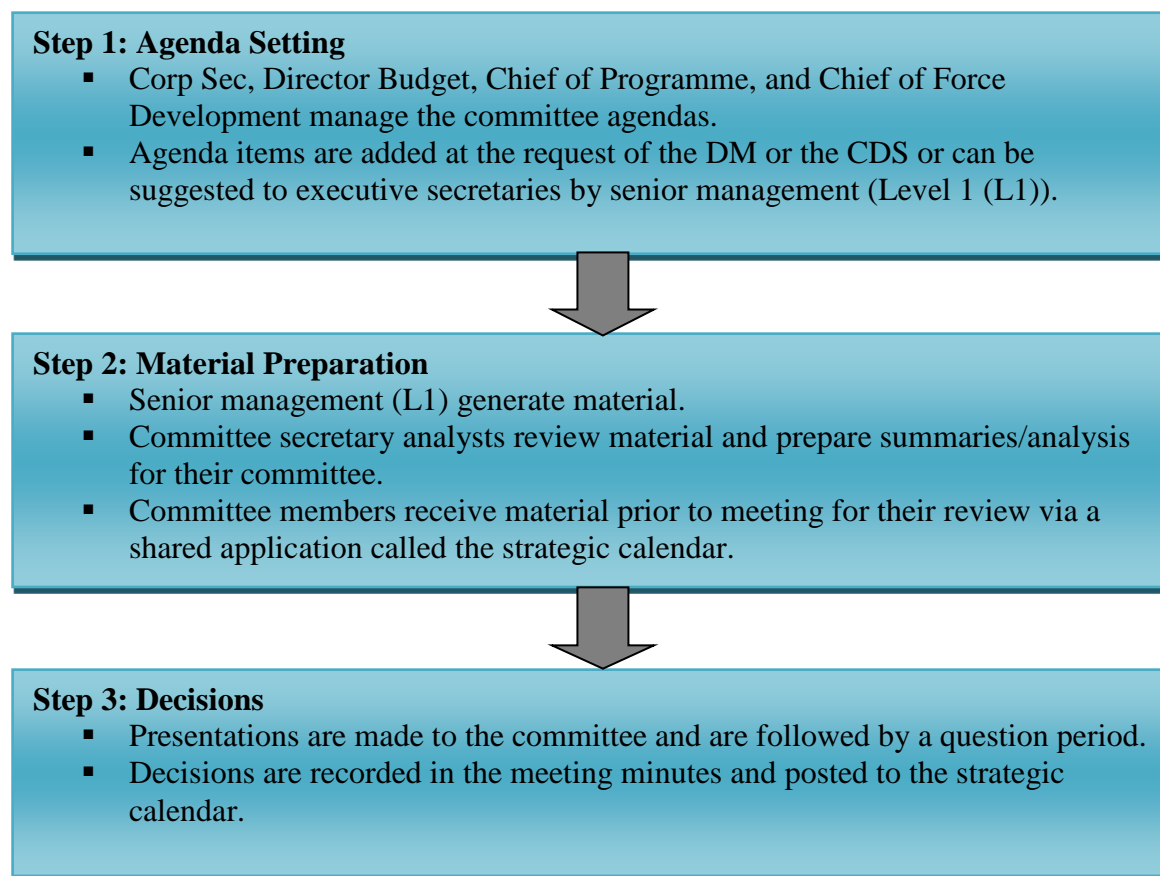 Step 1: Agenda Setting
▪ Corp Sec, Director Budget, Chief of Programme, and Chief of Force
Development manage the committee agendas.
▪ Agenda items are added at the request of the DM or the CDS or can be
suggested to executive secretaries by senior management (Level 1 (L1)).
Step 2: Material Preparation
▪ Senior management (L1) generate material.
▪ Committee secretary analysts review material and prepare summaries/analysis
for their committee.
▪ Committee members receive material prior to meeting for their review via a
shared application called the strategic calendar.
Step 3: Decisions
▪ Presentations are made to the committee and are followed by a question period.
▪ Decisions are recorded in the meeting minutes and posted to the strategic
calendar.